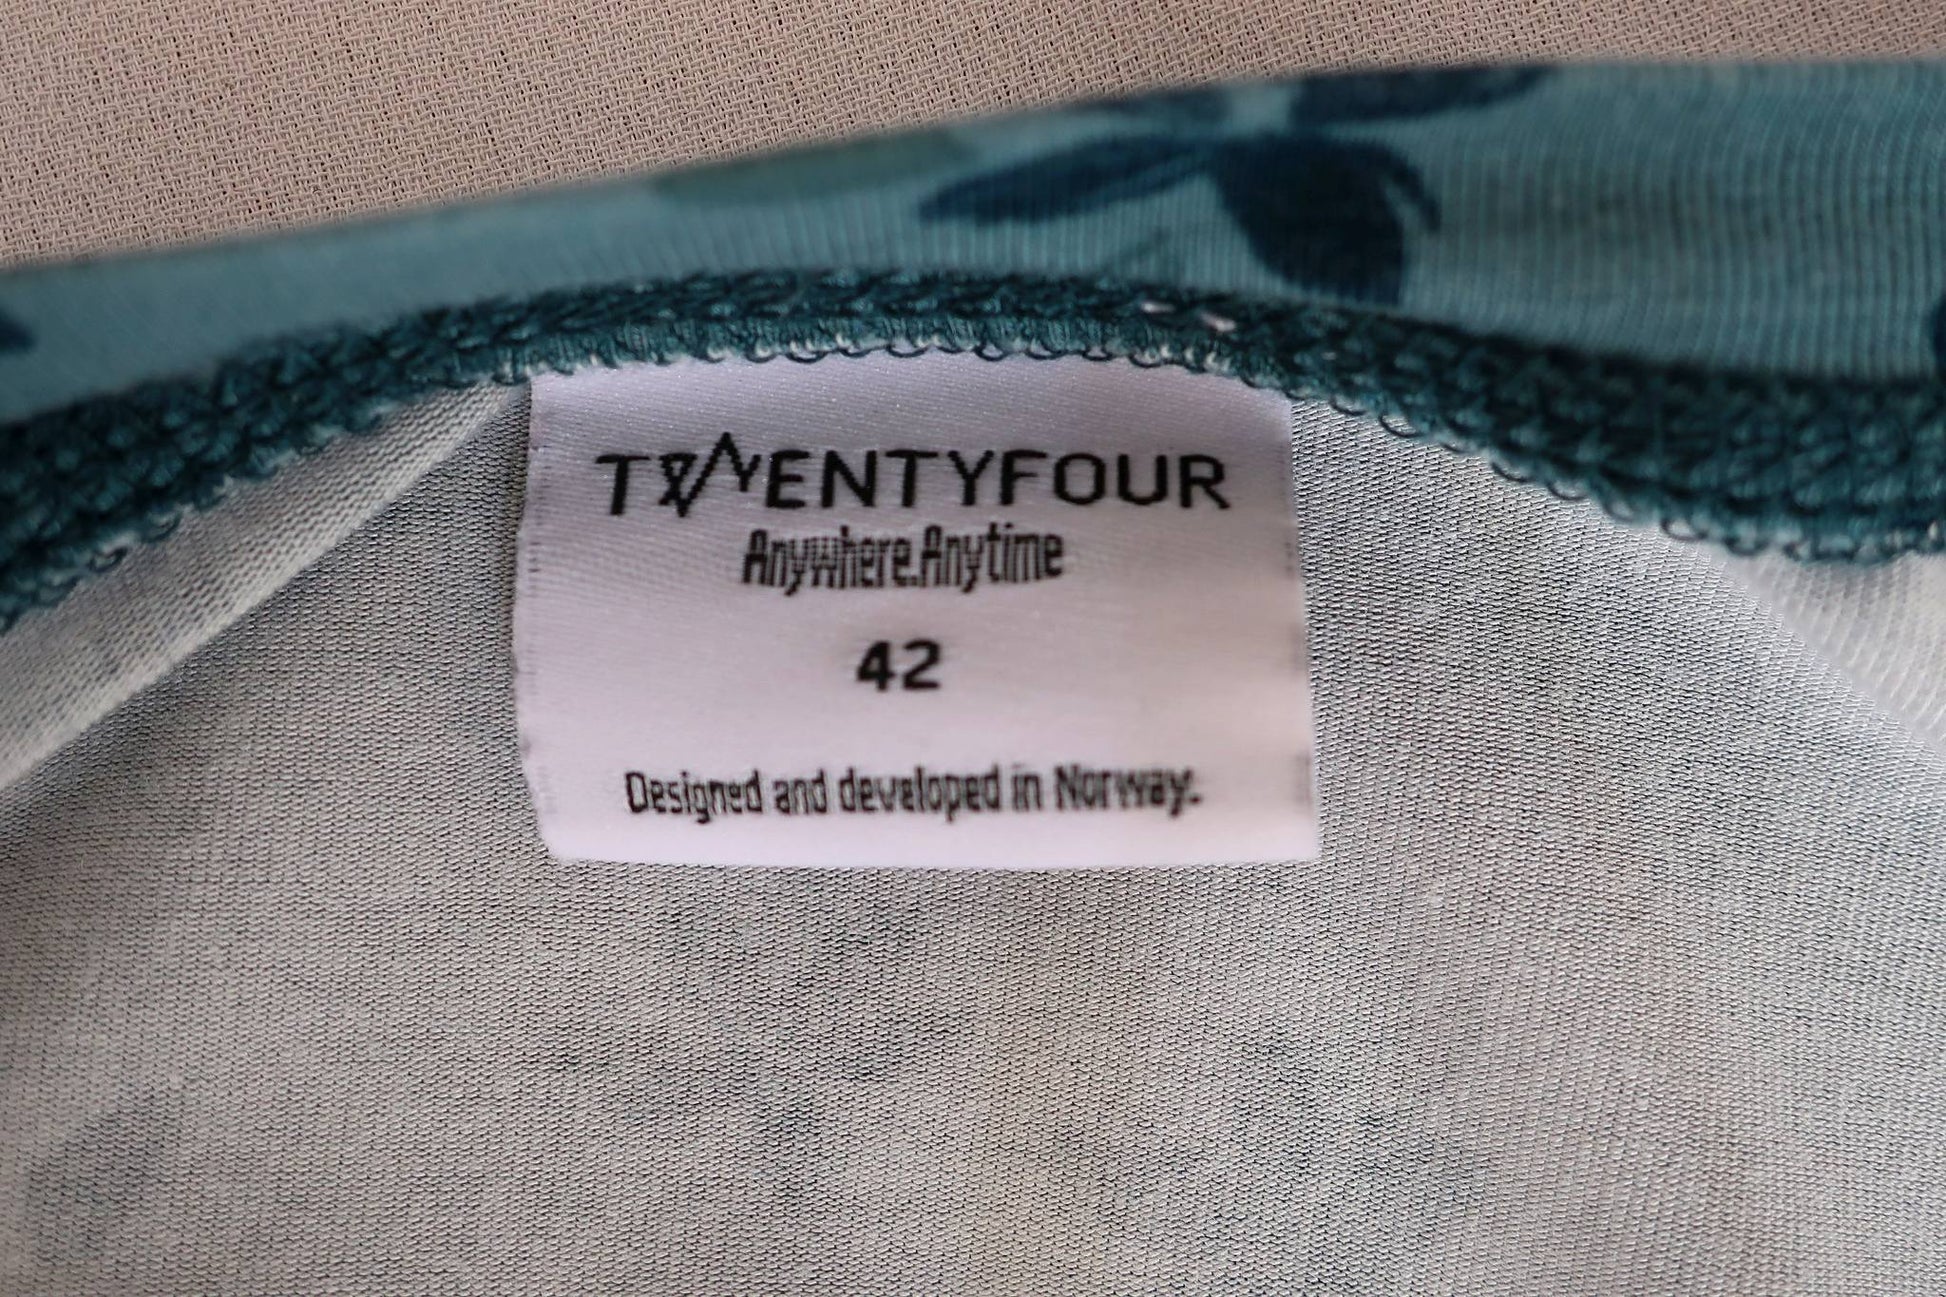 TWENTYFOUR
Anywhere.Anytime
42
Designed and developed in Norway.